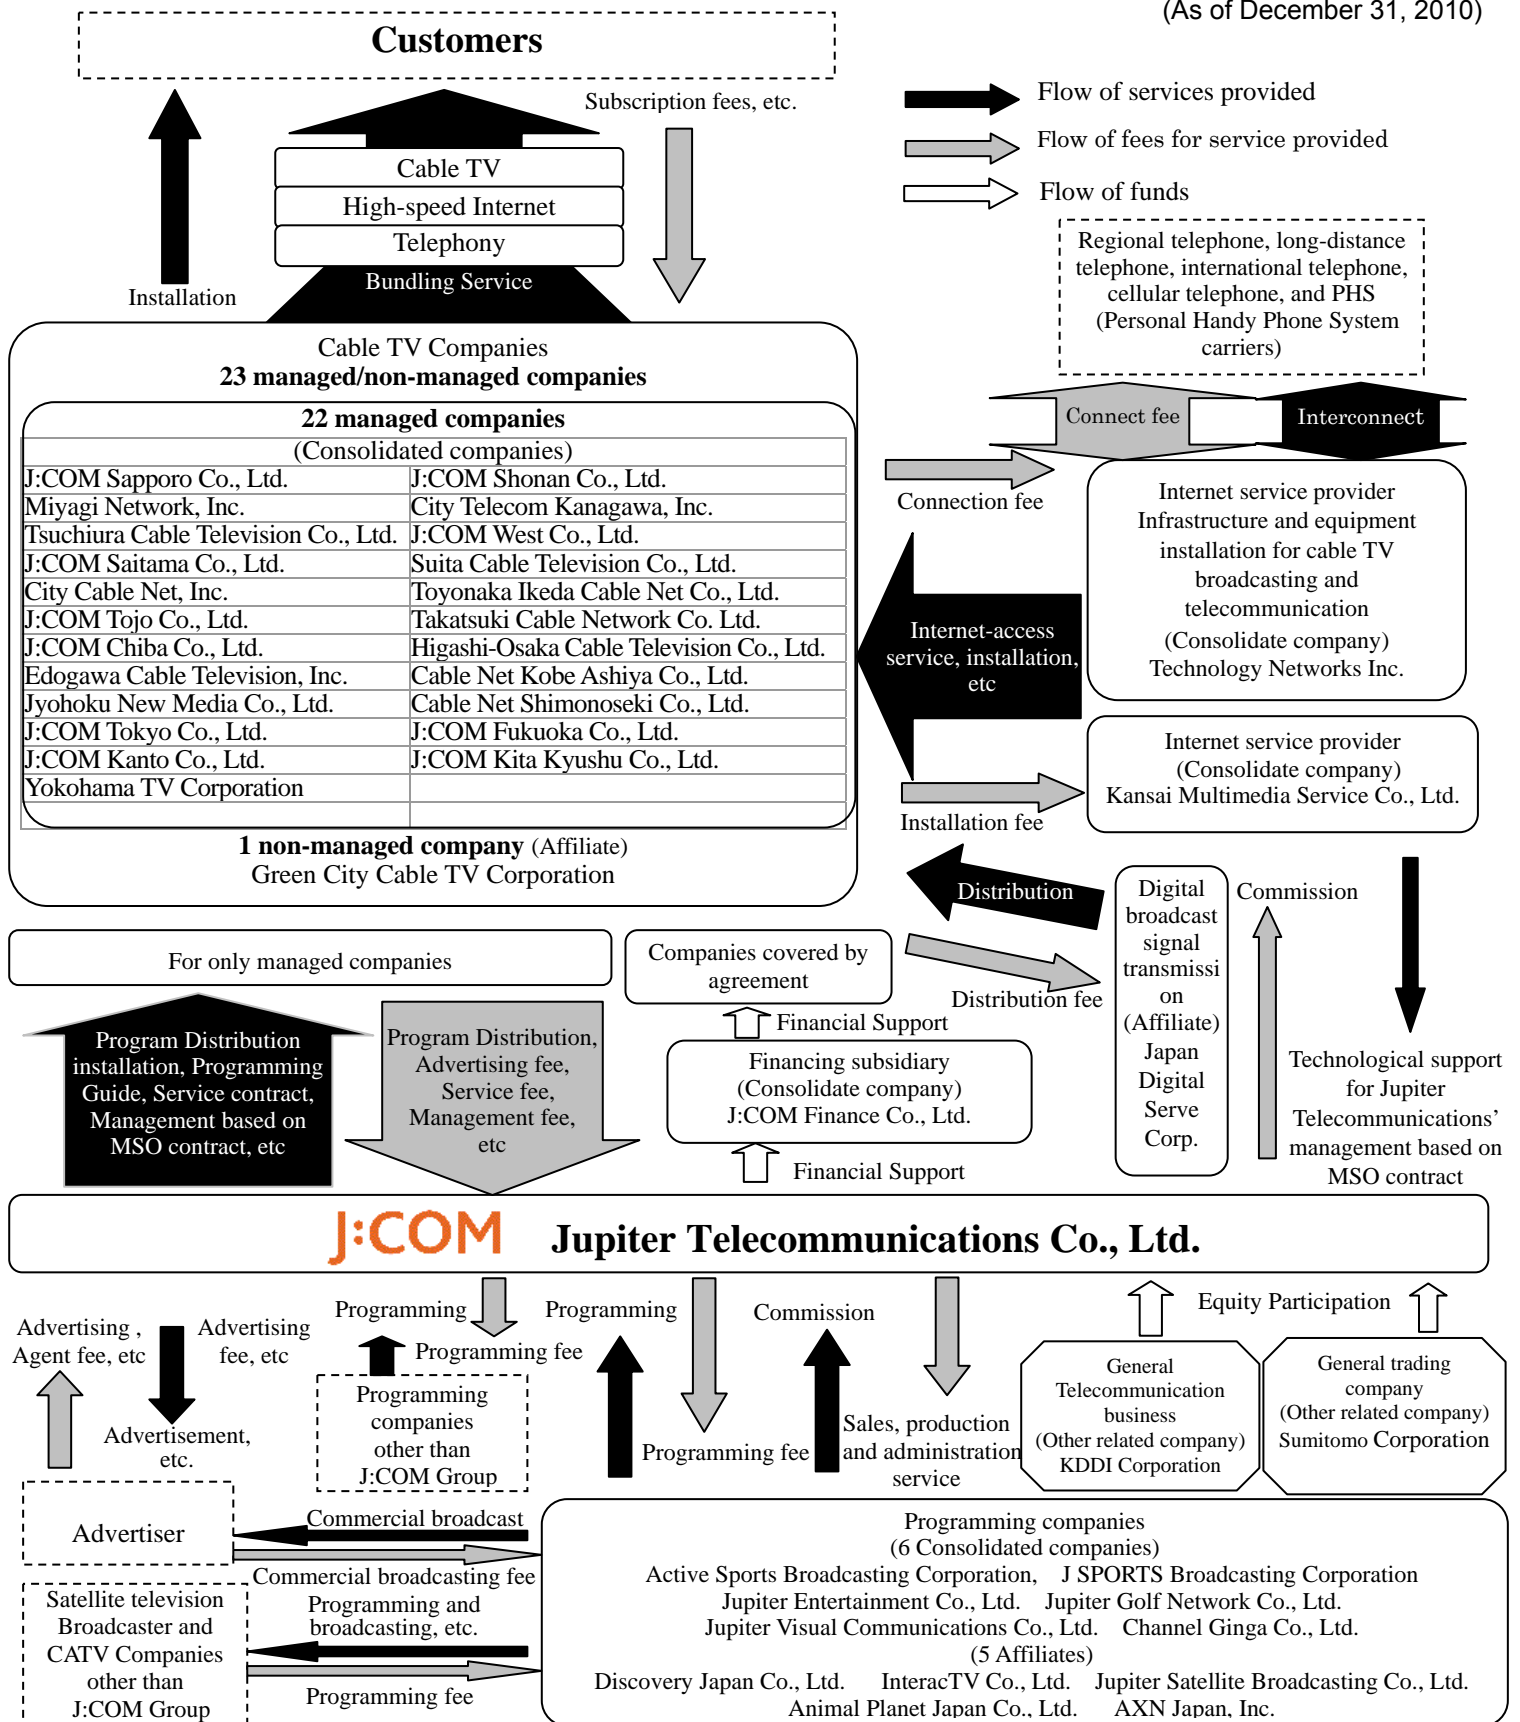 (As of December 31, 2010)
Customers
Flow of services provided
Flow of fees for service provided
Flow of funds
Subscription fees, etc.
Cable TV
High-speed Internet
Telephony
Bundling Service
Installation
Regional telephone, long-distance
telephone, international telephone,
cellular telephone, and PHS
(Personal Handy Phone System
carriers)
Connect fee
Interconnect
Cable TV Companies
23 managed/non-managed companies
22 managed companies
(Consolidated companies)
J:COM Sapporo Co., Ltd. J:COM Shonan Co., Ltd.
Miyagi Network, Inc. City Telecom Kanagawa, Inc.
Tsuchiura Cable Television Co., Ltd. J:COM West Co., Ltd.
J:COM Saitama Co., Ltd. Suita Cable Television Co., Ltd.
City Cable Net, Inc. Toyonaka Ikeda Cable Net Co., Ltd.
J:COM Tojo Co., Ltd. Takatsuki Cable Network Co. Ltd.
J:COM Chiba Co., Ltd. Higashi-Osaka Cable Television Co., Ltd.
Edogawa Cable Television, Inc. Cable Net Kobe Ashiya Co., Ltd.
Jyohoku New Media Co., Ltd. Cable Net Shimonoseki Co., Ltd.
J:COM Tokyo Co., Ltd. J:COM Fukuoka Co., Ltd.
J:COM Kanto Co., Ltd. J:COM Kita Kyushu Co., Ltd.
Yokohama TV Corporation
1 non-managed company (Affiliate)
Green City Cable TV Corporation
Connection fee
Internet service provider
Infrastructure and equipment
installation for cable TV
broadcasting and
telecommunication
(Consolidate company)
Technology Networks Inc.
Internet-access
service, installation,
etc
Internet service provider
(Consolidate company)
Kansai Multimedia Service Co., Ltd.
Installation fee
Distribution
Distribution fee
Digital
broadcast
signal
transmissi
on
(Affiliate)
Japan
Digital
Serve
Corp.
Commission
Technological support
for Jupiter
Telecommunications’
management based on
MSO contract
For only managed companies
Companies covered by
agreement
Financial Support
Financing subsidiary
(Consolidate company)
J:COM Finance Co., Ltd.
Financial Support
Program Distribution
installation, Programming
Guide, Service contract,
Management based on
MSO contract, etc
Program Distribution,
Advertising fee,
Service fee,
Management fee,
etc
J:COM Jupiter Telecommunications Co., Ltd.
Advertising ,
Agent fee, etc
Advertising
fee, etc
Advertisement,
etc.
Programming
Programming fee
Programming
companies
other than
J:COM Group
Programming
Programming fee
Commission
Sales, production
and administration
service
Equity Participation
General
Telecommunication
business
(Other related company)
KDDI Corporation
General trading
company
(Other related company)
Sumitomo Corporation
Advertiser
Commercial broadcast
Commercial broadcasting fee
Satellite television
Broadcaster and
CATV Companies
other than
J:COM Group
Programming and
broadcasting, etc.
Programming fee
Programming companies
(6 Consolidated companies)
Active Sports Broadcasting Corporation, J SPORTS Broadcasting Corporation
Jupiter Entertainment Co., Ltd. Jupiter Golf Network Co., Ltd.
Jupiter Visual Communications Co., Ltd. Channel Ginga Co., Ltd.
(5 Affiliates)
Discovery Japan Co., Ltd. InteracTV Co., Ltd. Jupiter Satellite Broadcasting Co., Ltd.
Animal Planet Japan Co., Ltd. AXN Japan, Inc.